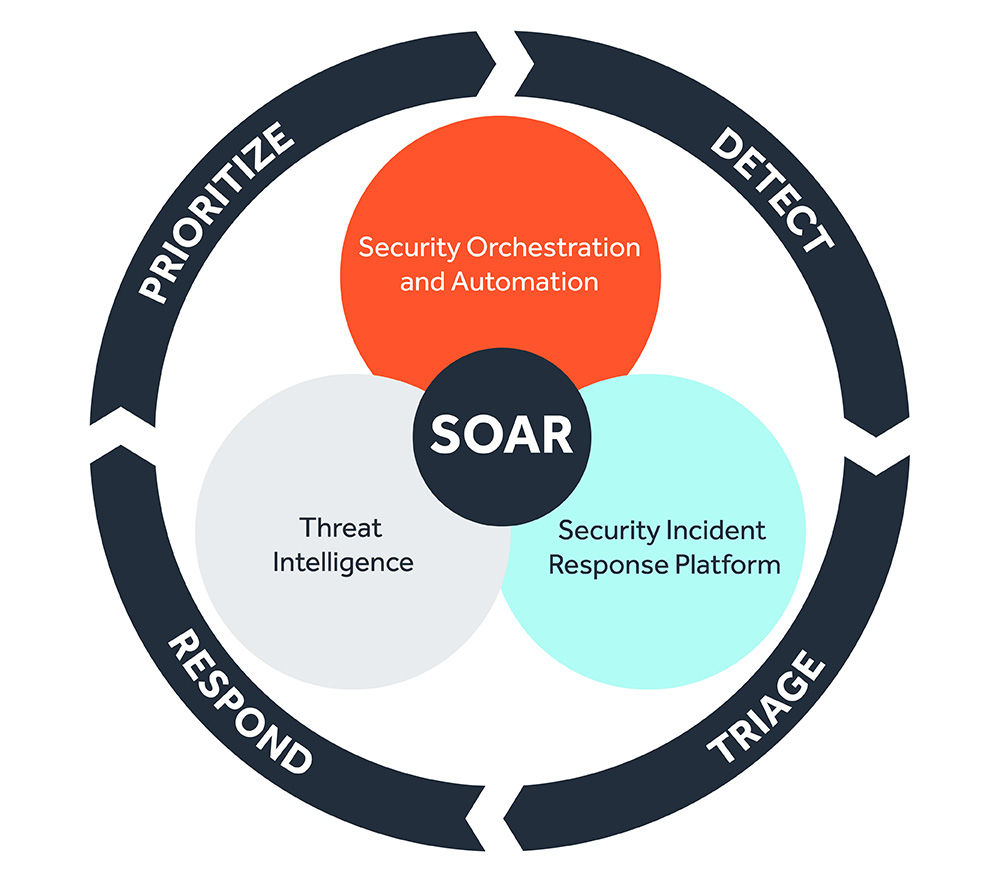 PRIORITIZE
DETECT
Security Orchestration
and Automation
SOAR
Threat
Intelligence
Security Incident
Response Platform
RESPOND
TRIAGE